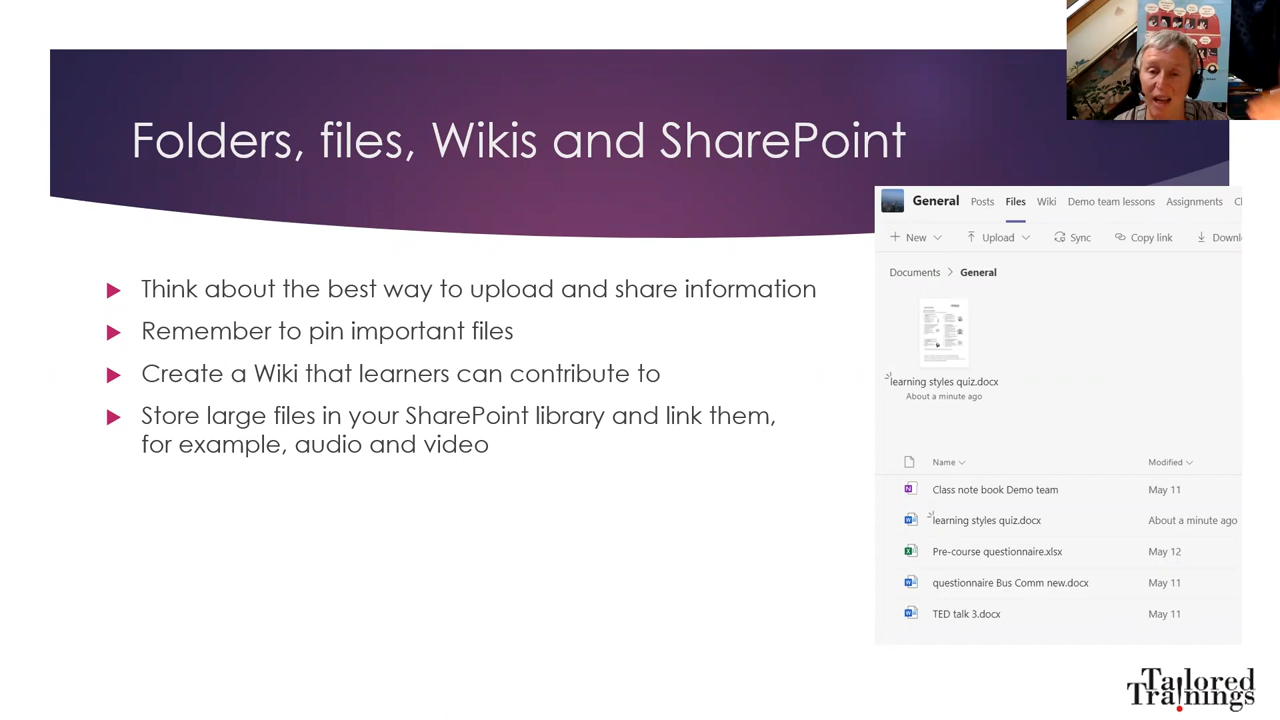 Folders, files, Wikis and SharePoint
Think about the best way to upload and share information
Remember to pin important files
Create a Wiki that learners can contribute to
Store large files in your SharePoint library and link them,
for example, audio and video
General Posts Files Wiki Demo team lessons Assignments
New Upload Sync Copy link Downl
Documents > General
learning styles quiz.docx
About a minute ago
Name Modified
Class note book Demo team May 11
learning styles quiz.docx About a minute ago
Pre-course questionnaire.xlsx May 12
questionnaire Bus Comm new.docx May 11
TED talk 3.docx May 11
Tailored
Trainings